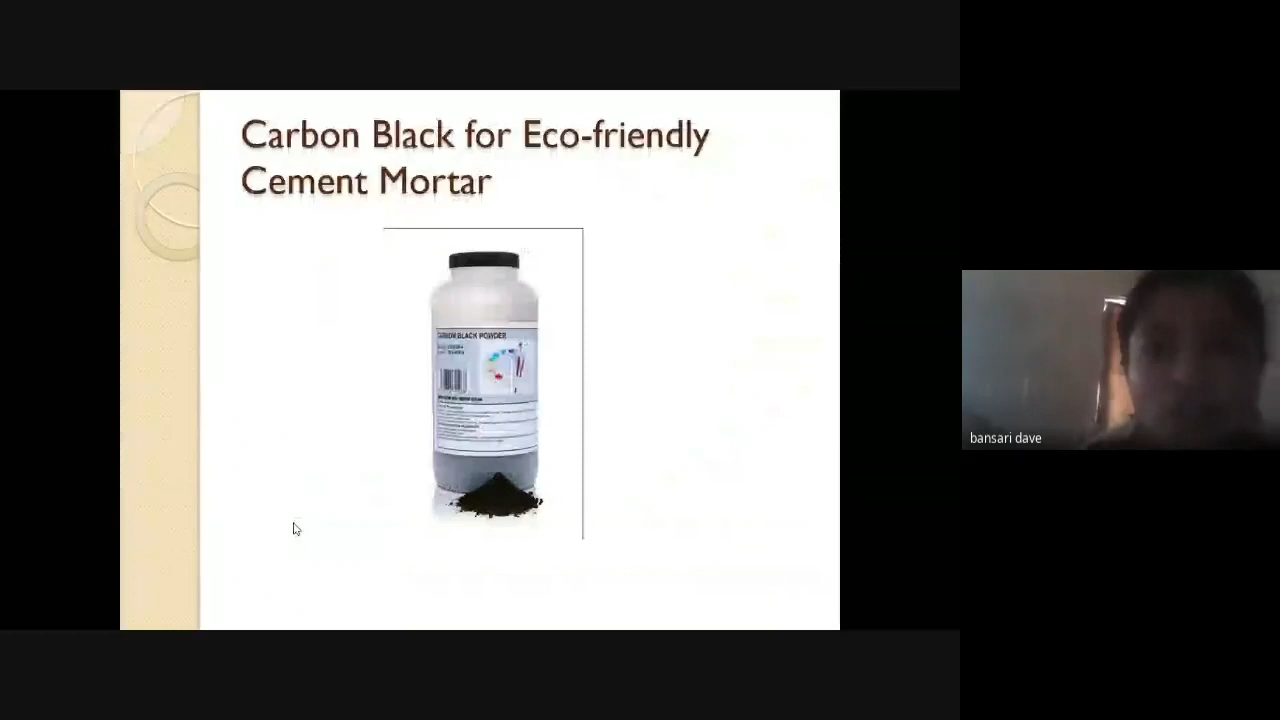 Carbon Black for Eco-friendly
Cement Mortar
CARBON BLACK POWDER
bansari dave